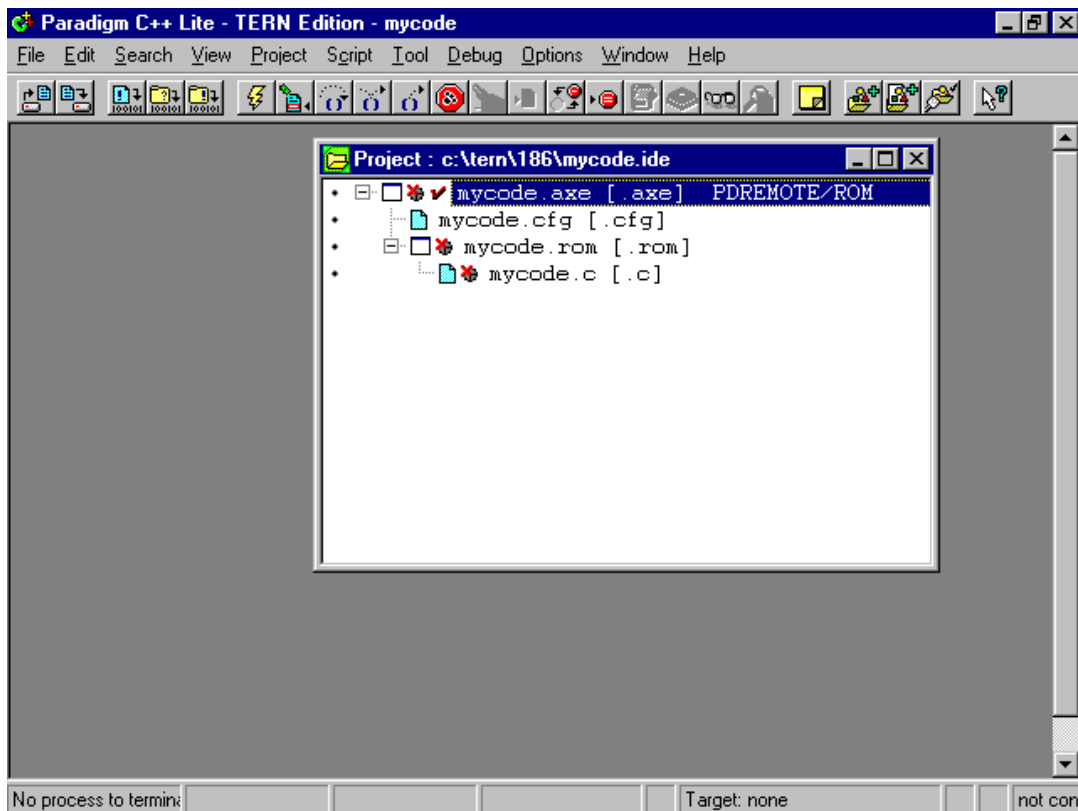 Paradigm C++ Lite - TERN Edition - mycode
File Edit Search View Project Script Tool Debug Options Window Help
Project : c:\tern\186\mycode.ide
mycode.axe [.axe] PDREMOTE/ROM
mycode.cfg [.cfg]
mycode.rom [.rom]
mycode.c [.c]
No process to termina Target: none not con